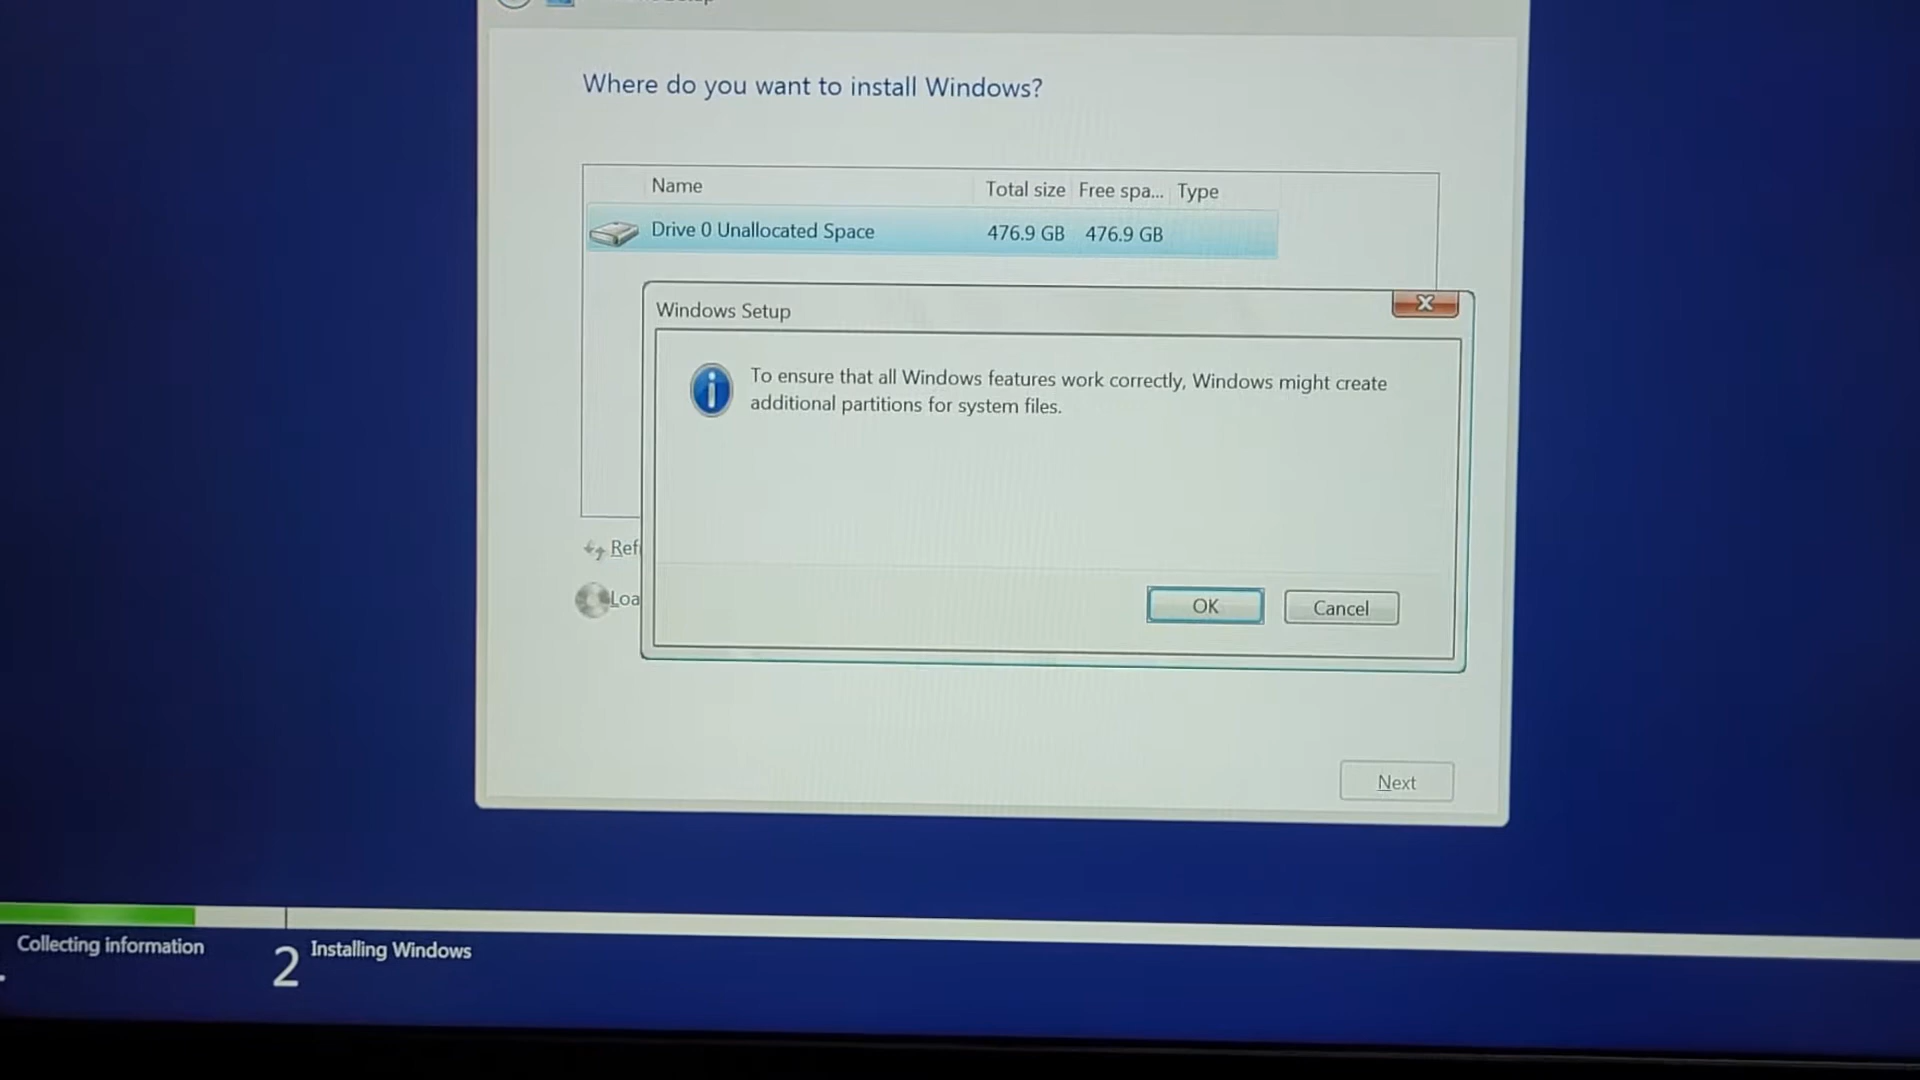 Where do you want to install Windows?
Name Total size Free spa... Type
Drive 0 Unallocated Space 476.9 GB 476.9 GB
Windows Setup
To ensure that all Windows features work correctly, Windows might create
additional partitions for system files.
Ref
Loa
OK Cancel
Next
Collecting information
2 Installing Windows